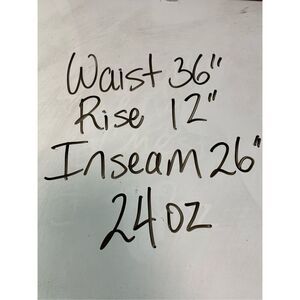 Waist 36"
Rise 12"
Inseam 26"
24 oz